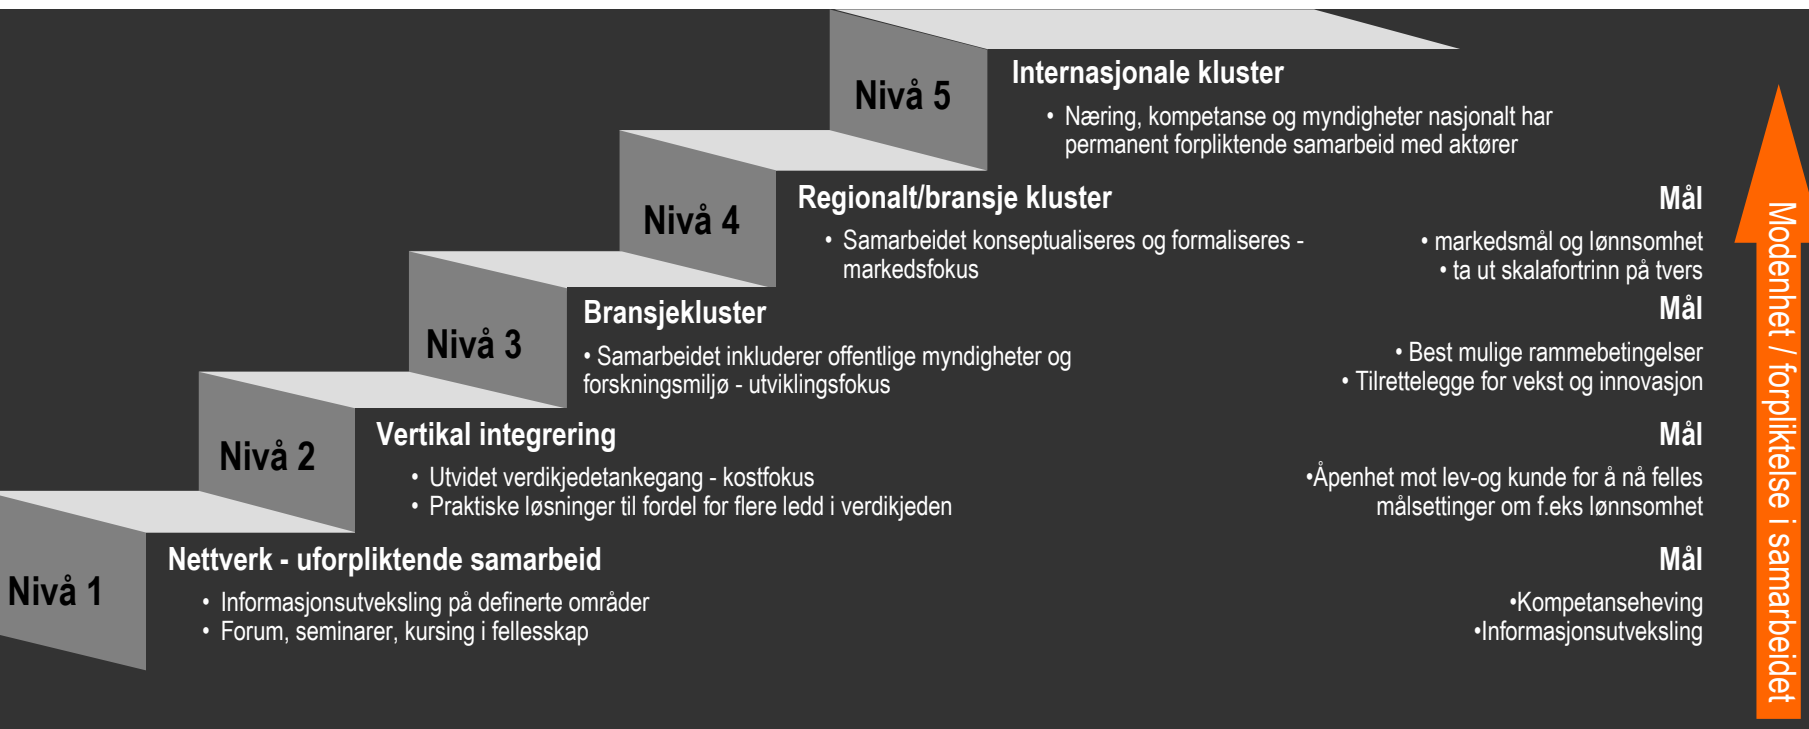 Nivå 5
Internasjonale kluster
• Næring, kompetanse og myndigheter nasjonalt har
permanent forpliktende samarbeid med aktører
Nivå 4
Regionalt/bransje kluster
• Samarbeidet konseptualiseres og formaliseres -
markedsfokus
Mål
• markedsmål og lønnsomhet
• ta ut skalafortrinn på tvers
Nivå 3
Bransjekluster
• Samarbeidet inkluderer offentlige myndigheter og
forskningsmiljø - utviklingsfokus
Mål
• Best mulige rammebetingelser
• Tilrettelegge for vekst og innovasjon
Nivå 2
Vertikal integrering
• Utvidet verdikjedetankegang - kostfokus
• Praktiske løsninger til fordel for flere ledd i verdikjeden
Mål
•Åpenhet mot lev-og kunde for å nå felles
målsettinger om f.eks lønnsomhet
Nivå 1
Nettverk - uforpliktende samarbeid
• Informasjonsutveksling på definerte områder
• Forum, seminarer, kursing i fellesskap
Mål
•Kompetanseheving
•Informasjonsutveksling
Modenhet / forpliktelse i samarbeidet